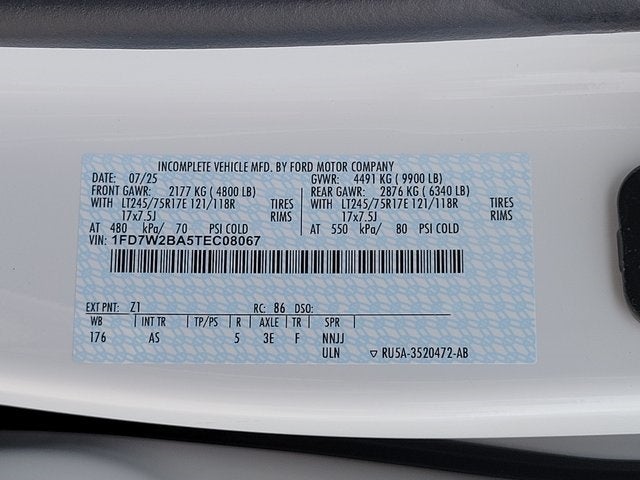 INCOMPLETE VEHICLE MFD. BY FORD MOTOR COMPANY
DATE: 07/25 GVWR: 4491 KG ( 9900 LB)
FRONT GAWR: 2177 KG ( 4800 LB) REAR GAWR: 2876 KG ( 6340 LB)
WITH LT245/75R17E 121/118R TIRES WITH LT245/75R17E 121/118R TIRES
17x7.5J RIMS 17x7.5J RIMS
AT 480 kPa/ 70 PSI COLD AT 550 kPa/ 80 PSI COLD
VIN: 1FD7W2BA5TEC08067
EXT PNT: Z1 RC: 86 DSO:
WB INT TR TP/PS R AXLE TR SPR
176 AS 5 3E F NNJJ
ULN ▽ RU5A-3520472-AB